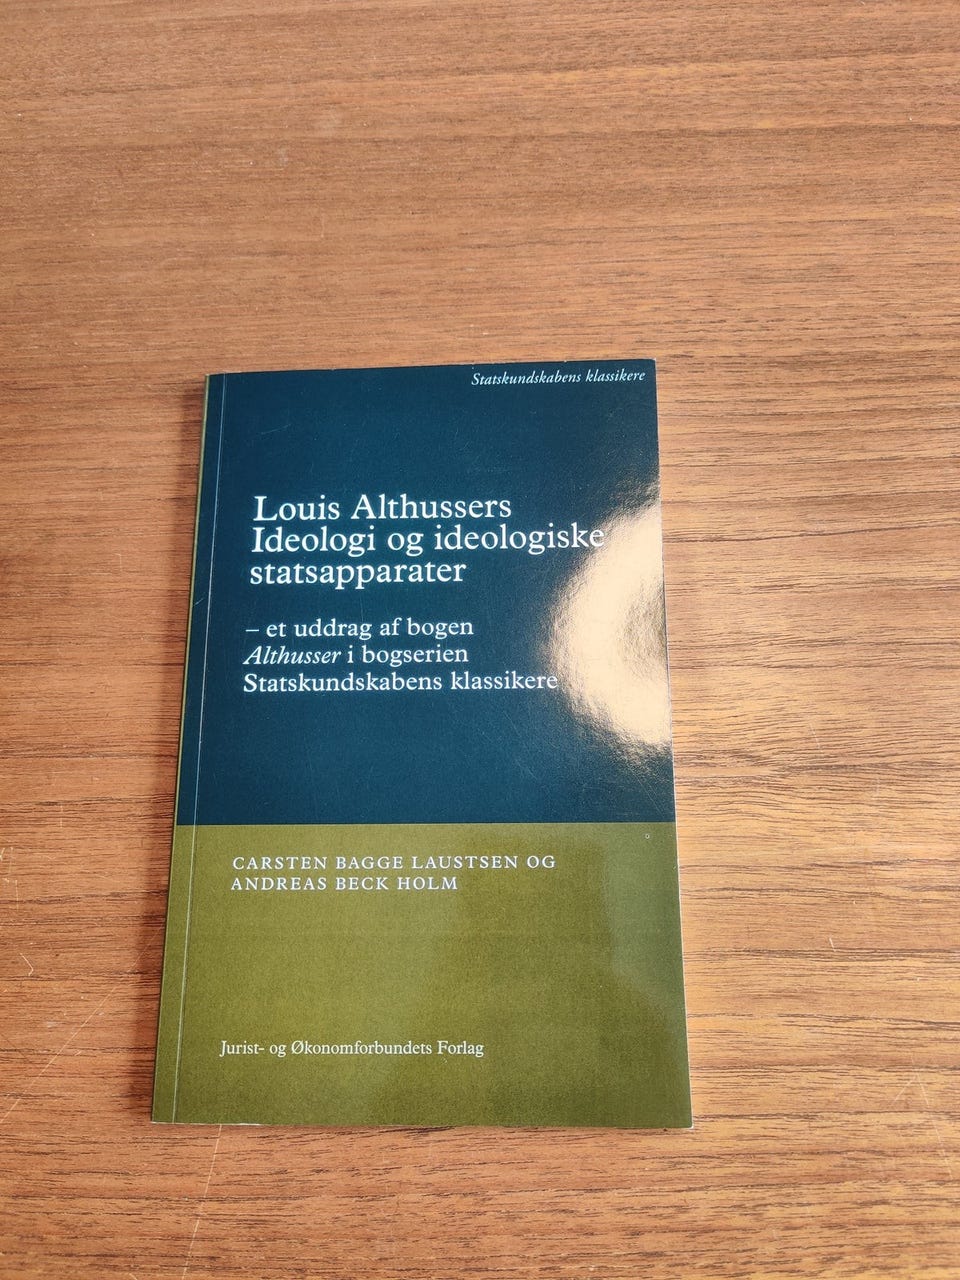 Statskundskabens klassikere
Louis Althussers
Ideologi og ideologiske
statsapparater
– et uddrag af bogen
Althusser i bogserien
Statskundskabens klassikere
CARSTEN BAGGE LAUSTSEN OG
ANDREAS BECK HOLM
Jurist- og Økonomforbundets Forlag